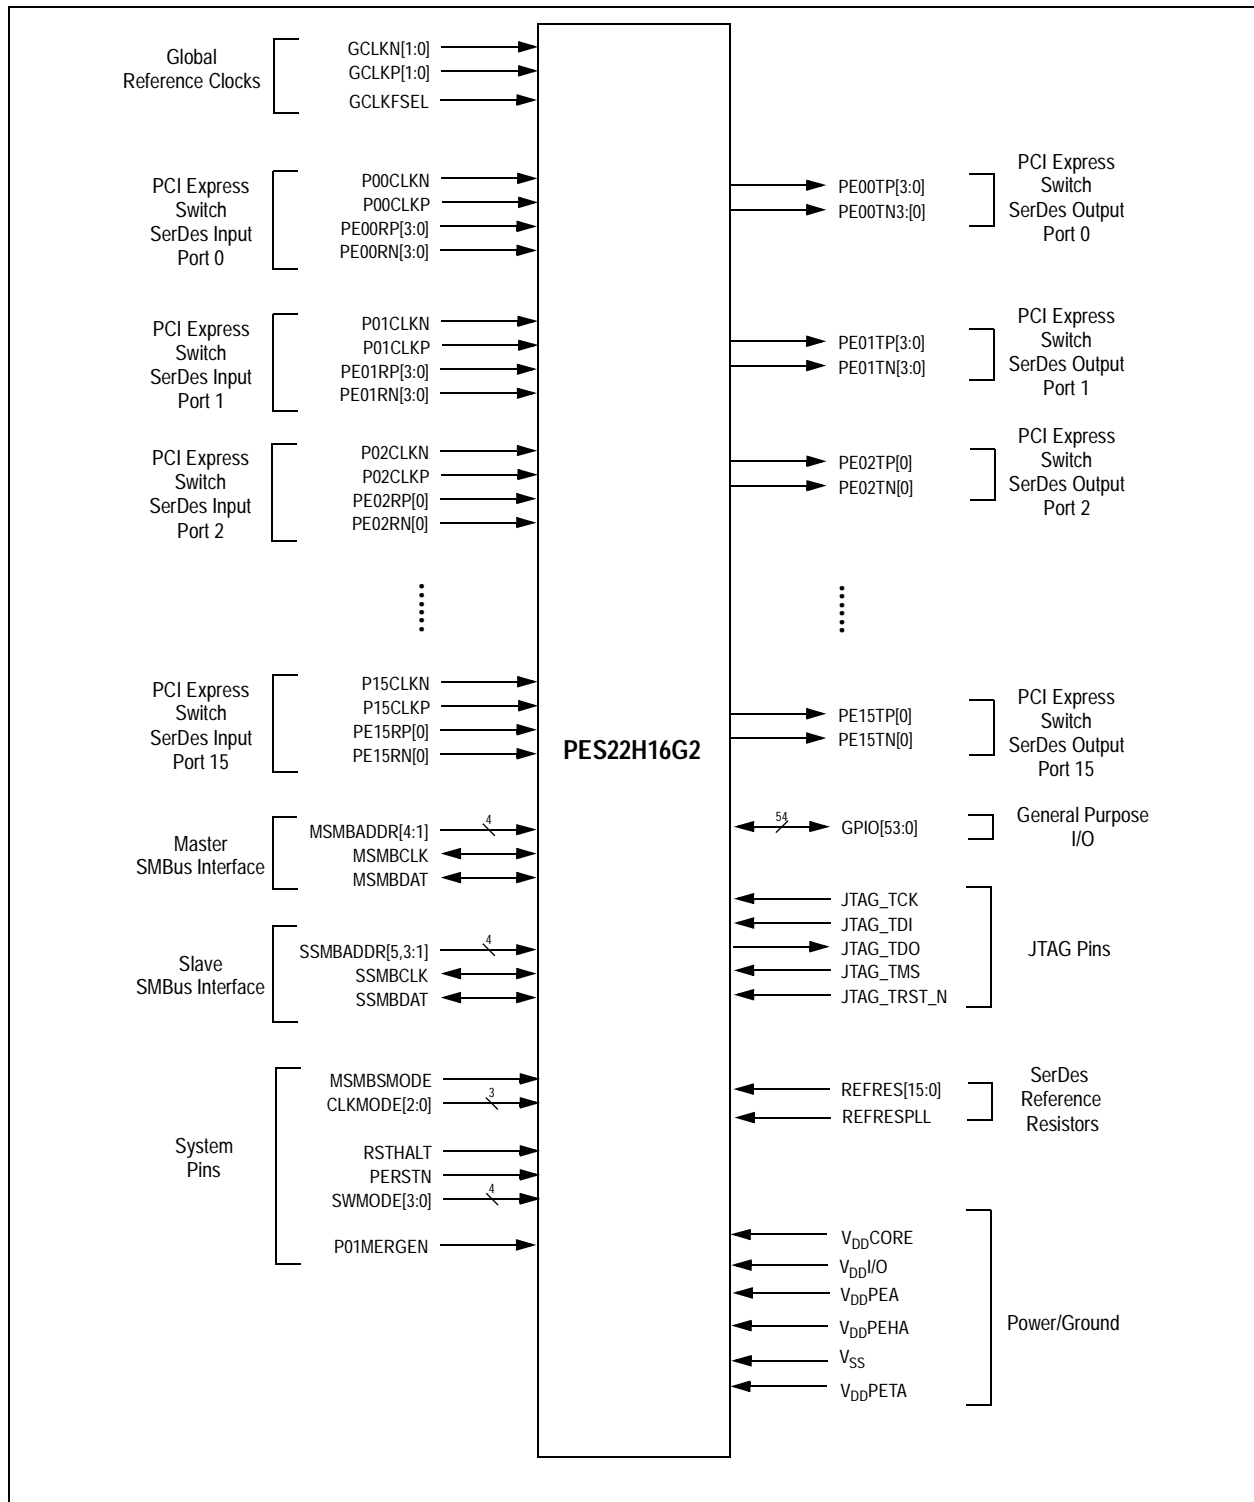 Global
Reference Clocks
GCLKN[1:0]
GCLKP[1:0]
GCLKFSEL
PCI Express
Switch
SerDes Input
Port 0
P00CLKN
P00CLKP
PE00RP[3:0]
PE00RN[3:0]
PE00TP[3:0]
PE00TN3:[0]
PCI Express
Switch
SerDes Output
Port 0
PCI Express
Switch
SerDes Input
Port 1
P01CLKN
P01CLKP
PE01RP[3:0]
PE01RN[3:0]
PE01TP[3:0]
PE01TN[3:0]
PCI Express
Switch
SerDes Output
Port 1
PCI Express
Switch
SerDes Input
Port 2
P02CLKN
P02CLKP
PE02RP[0]
PE02RN[0]
PE02TP[0]
PE02TN[0]
PCI Express
Switch
SerDes Output
Port 2
PCI Express
Switch
SerDes Input
Port 15
P15CLKN
P15CLKP
PE15RP[0]
PE15RN[0]
PES22H16G2
PE15TP[0]
PE15TN[0]
PCI Express
Switch
SerDes Output
Port 15
Master
SMBus Interface
MSMBADDR[4:1]
4
MSMBCLK
MSMBDAT
54
GPIO[53:0]
General Purpose
I/O
Slave
SMBus Interface
SSMBADDR[5,3:1]
4
SSMBCLK
SSMBDAT
JTAG_TCK
JTAG_TDI
JTAG_TDO
JTAG_TMS
JTAG_TRST_N
JTAG Pins
System
Pins
MSMBSMODE
CLKMODE[2:0]
3
RSTHALT
PERSTN
SWMODE[3:0]
4
P01MERGEN
REFRES[15:0]
REFRESPLL
SerDes
Reference
Resistors
VDDCORE
VDDI/O
VDDPEA
VDDPEHA
VSS
VDDPETA
Power/Ground